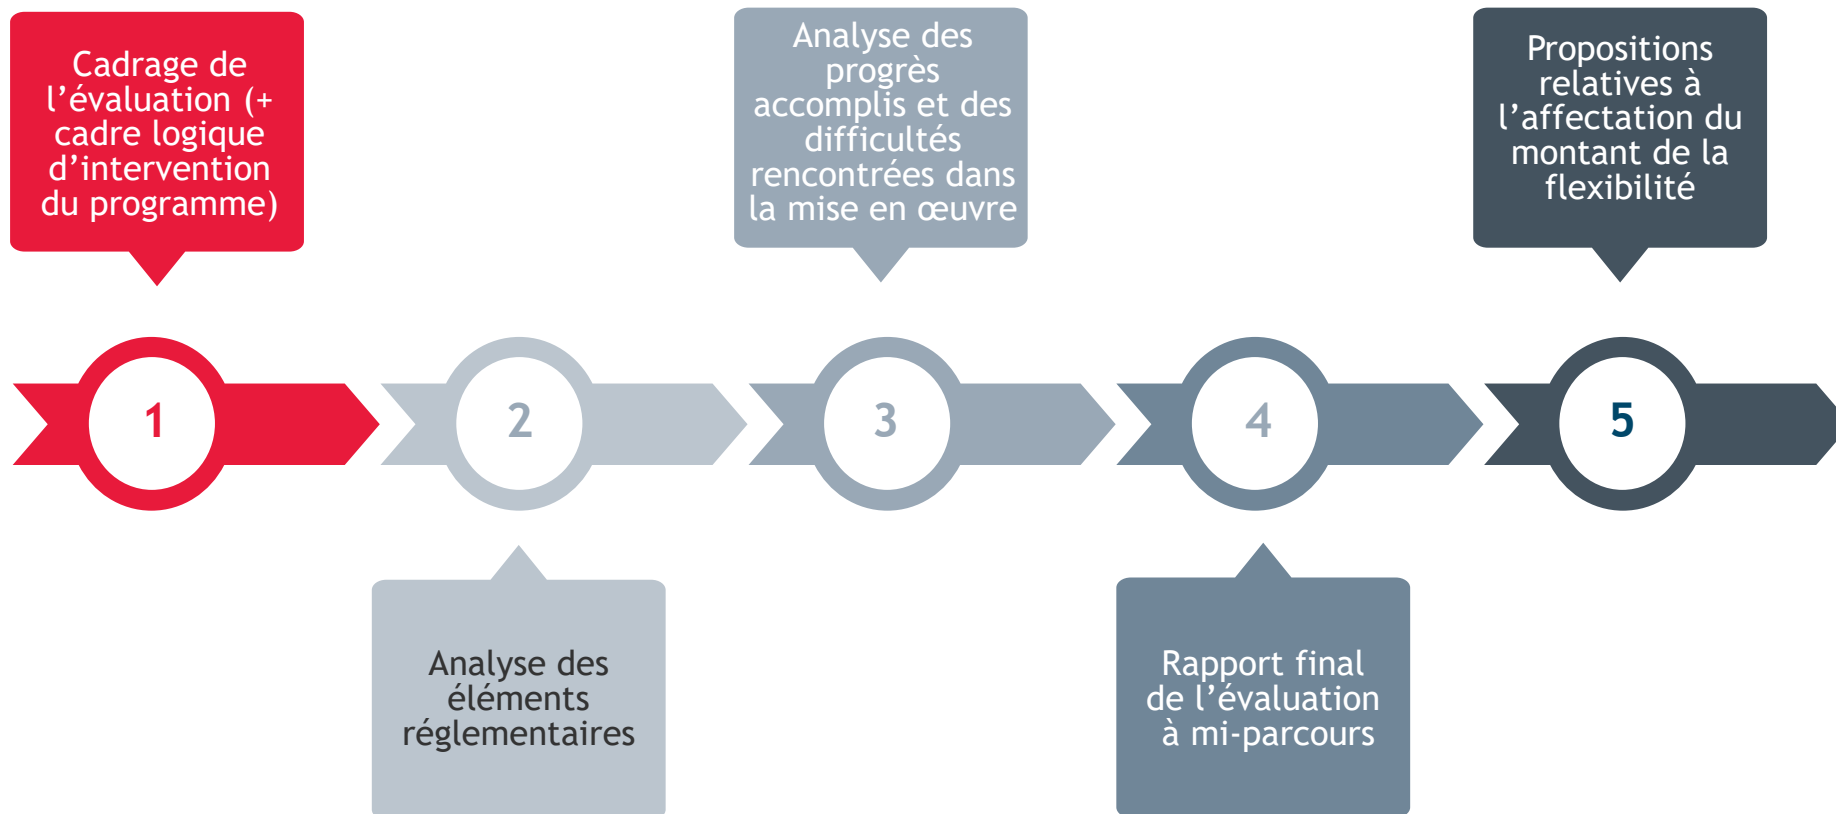 Cadrage de
l’évaluation (+
cadre logique
d’intervention
du programme)
Analyse des
progrès
accomplis et des
difficultés
rencontrées dans
la mise en œuvre
Propositions
relatives à
l’affectation du
montant de la
flexibilité
1
2
3
4
5
Analyse des
éléments
réglementaires
Rapport final
de l’évaluation
à mi-parcours